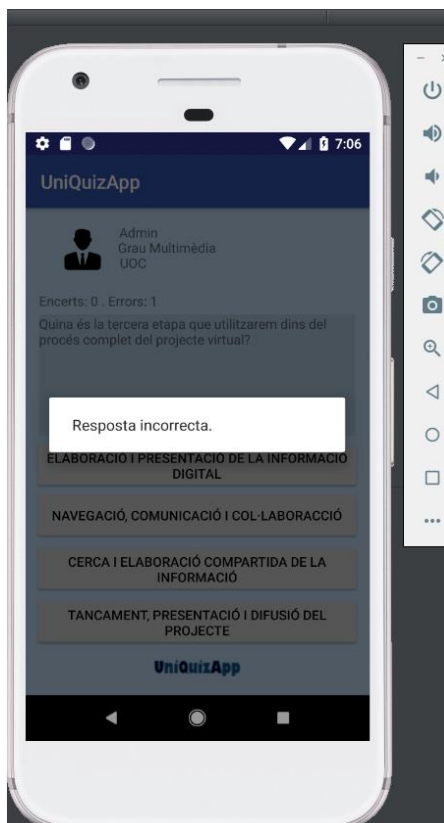 7:06
UniQuizApp
Admin
Grau Multimèdia
UOC
Encerts: 0 . Errors: 1
Quina és la tercera etapa que utilitzarem dins del
procés complet del projecte virtual?
Resposta incorrecta.
ELABORACIÓ I PRESENTACIÓ DE LA INFORMACIÓ
DIGITAL
NAVEGACIÓ, COMUNICACIÓ I COL·LABORACCIÓ
CERCA I ELABORACIÓ COMPARTIDA DE LA
INFORMACIÓ
TANCAMENT, PRESENTACIÓ I DIFUSIÓ DEL
PROJECTE
UniQuizApp